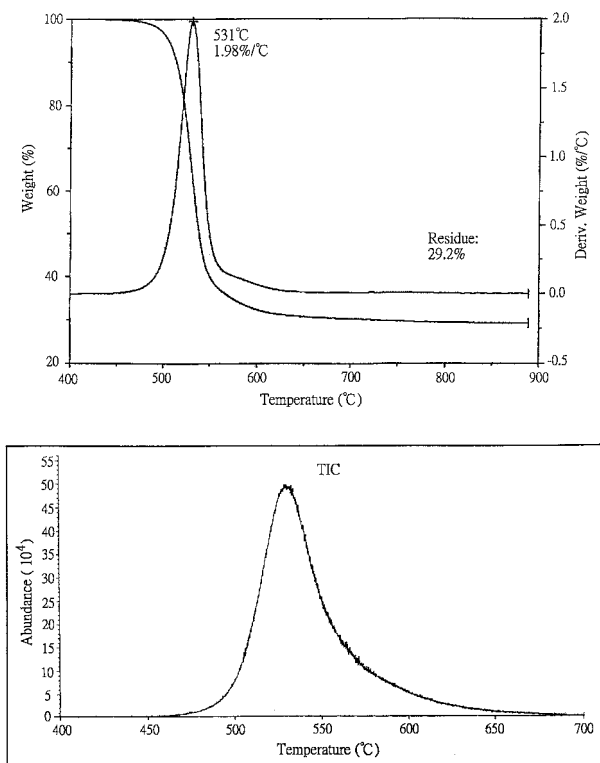 100
80
60
40
20
Weight (%)
531℃
1.98%/℃
Residue:
29.2%
2.0
1.5
1.0
0.5
0.0
-0.5
Deriv. Weight (%/℃)
400 500 600 700 800 900
Temperature (℃)
TIC
55
50
45
40
35
30
25
20
15
10
5
0
Abundance (10⁴)
400 450 500 550 600 650 700
Temperature (℃)